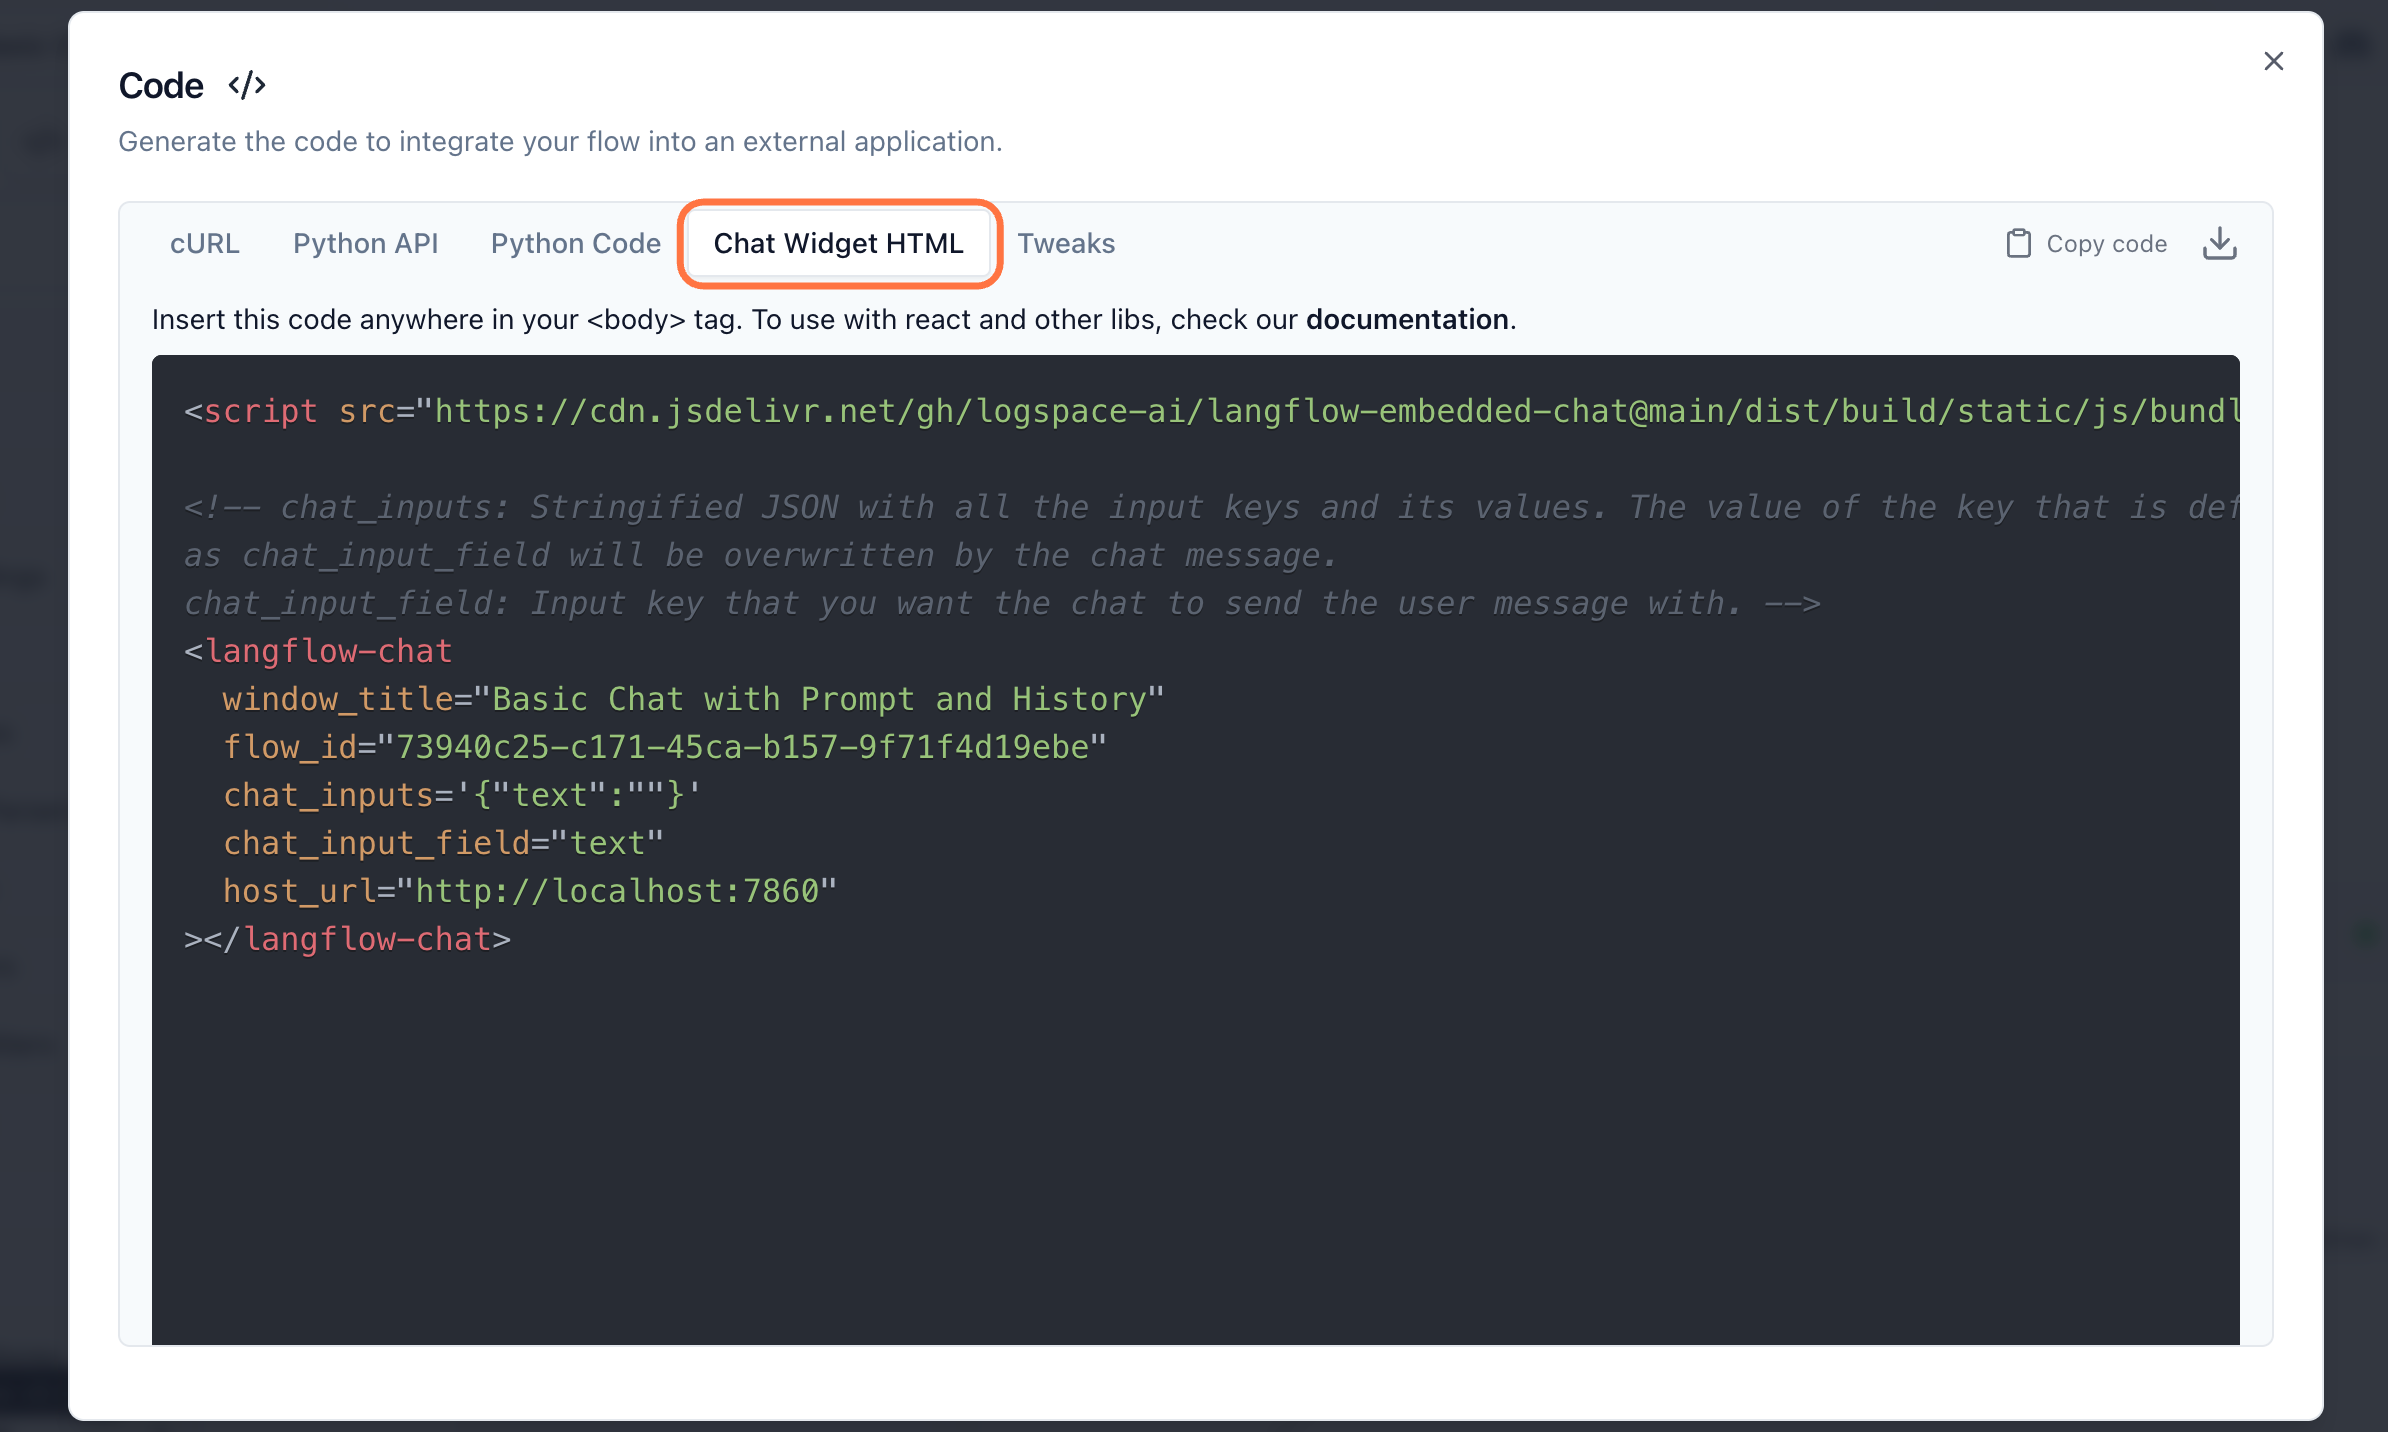 Code </>
Generate the code to integrate your flow into an external application.
cURL Python API Python Code Chat Widget HTML Tweaks Copy code
Insert this code anywhere in your <body> tag. To use with react and other libs, check our documentation.
<script src="https://cdn.jsdelivr.net/gh/logspace-ai/langflow-embedded-chat@main/dist/build/static/js/bundl
<!-- chat_inputs: Stringified JSON with all the input keys and its values. The value of the key that is def
as chat_input_field will be overwritten by the chat message.
chat_input_field: Input key that you want the chat to send the user message with. -->
<langflow-chat
  window_title="Basic Chat with Prompt and History"
  flow_id="73940c25-c171-45ca-b157-9f71f4d19ebe"
  chat_inputs='{"text":""}'
  chat_input_field="text"
  host_url="http://localhost:7860"
></langflow-chat>